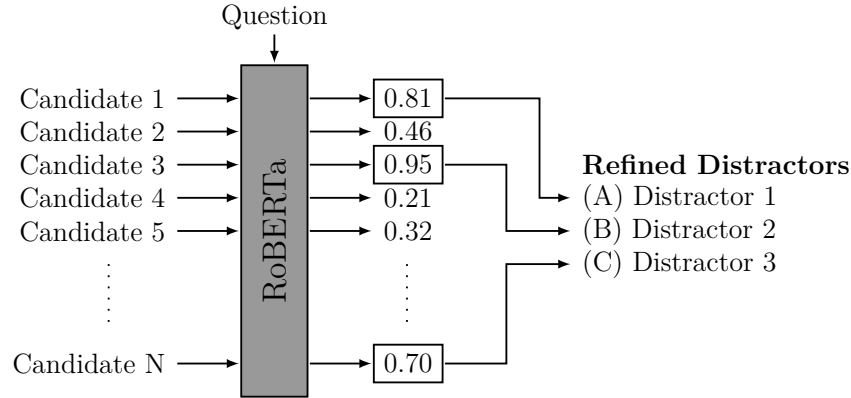 Question
Candidate 1
0.81
Candidate 2
0.46
Candidate 3
0.95
Candidate 4
0.21
Candidate 5
0.32
RoBERTa
Candidate N
0.70
Refined Distractors
(A) Distractor 1
(B) Distractor 2
(C) Distractor 3